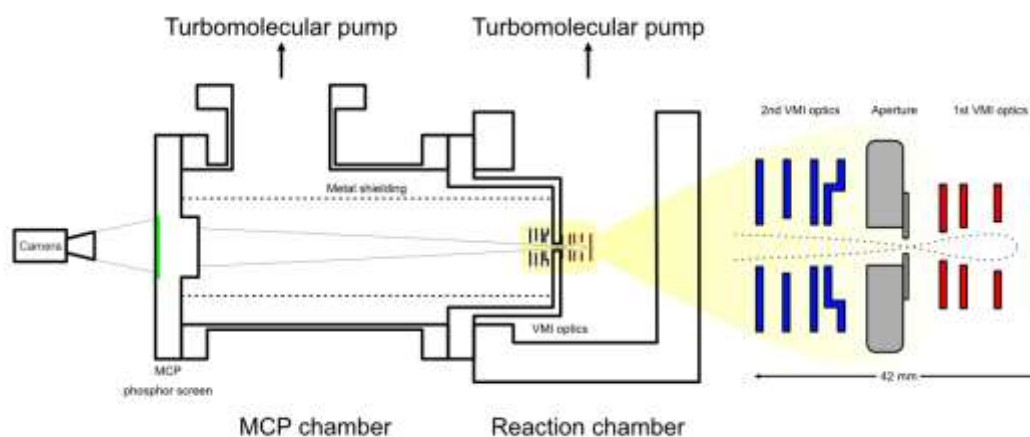 Turbomolecular pump
Turbomolecular pump
2nd VMI optics
Aperture
1st VMI optics
Metal shielding
Camera
VMI optics
MCP
phosphor screen
42 mm
MCP chamber
Reaction chamber